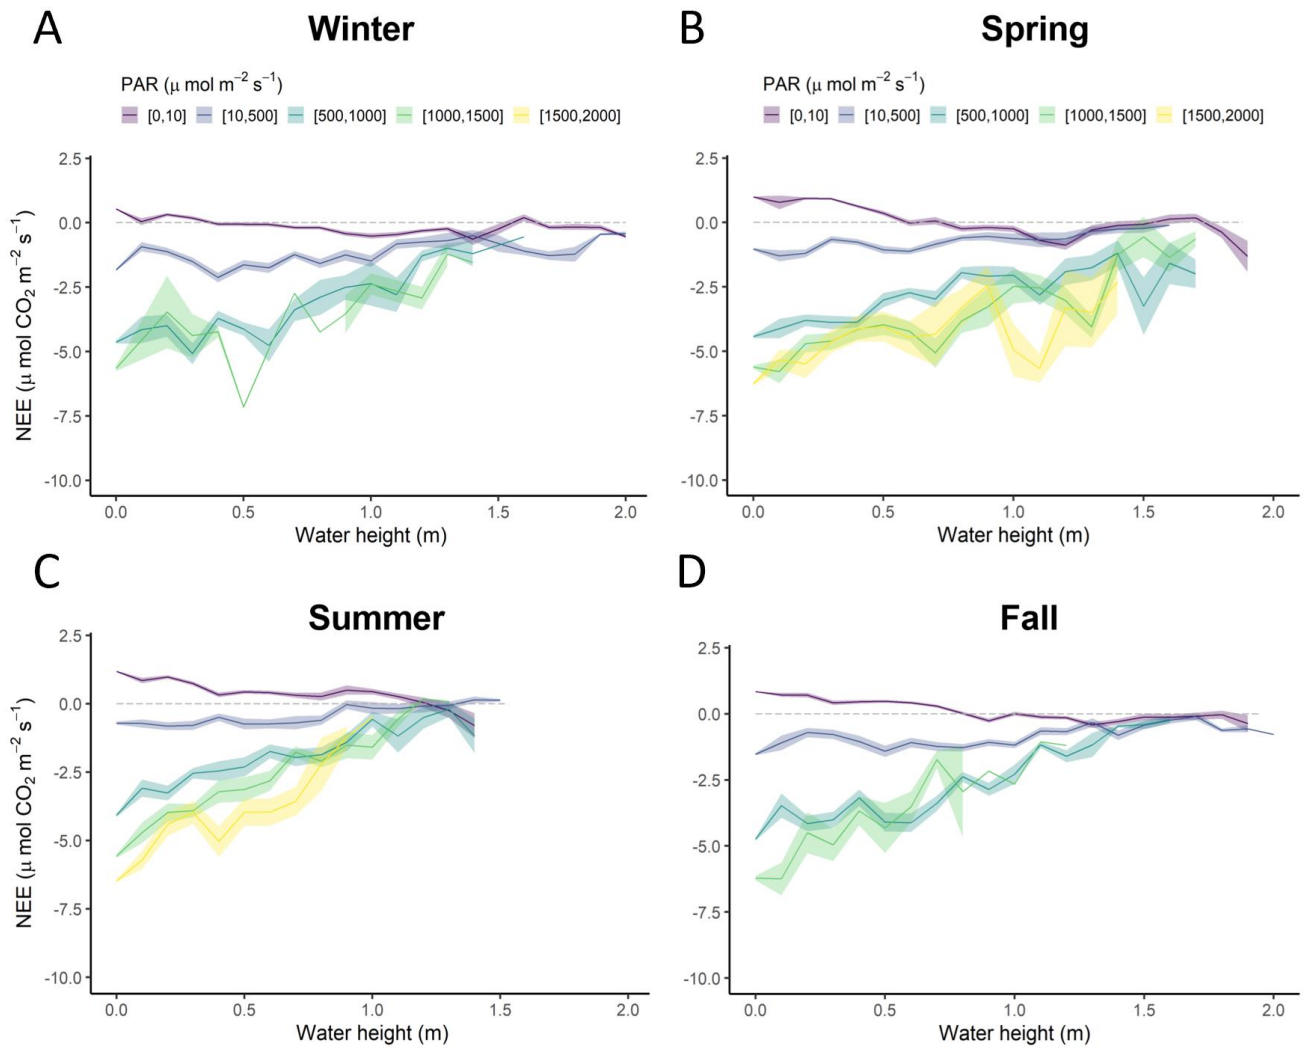 A
Winter
PAR (μ mol m⁻² s⁻¹)
[0,10] [10,500] [500,1000] [1000,1500] [1500,2000]
2.5
0.0
-2.5
-5.0
-7.5
-10.0
NEE (μ mol CO₂ m⁻² s⁻¹)
0.0 0.5 1.0 1.5 2.0
Water height (m)
B
Spring
PAR (μ mol m⁻² s⁻¹)
[0,10] [10,500] [500,1000] [1000,1500] [1500,2000]
2.5
0.0
-2.5
-5.0
-7.5
-10.0
0.0 0.5 1.0 1.5 2.0
Water height (m)
C
Summer
2.5
0.0
-2.5
-5.0
-7.5
-10.0
NEE (μ mol CO₂ m⁻² s⁻¹)
0.0 0.5 1.0 1.5 2.0
Water height (m)
D
Fall
2.5
0.0
-2.5
-5.0
-7.5
-10.0
0.0 0.5 1.0 1.5 2.0
Water height (m)